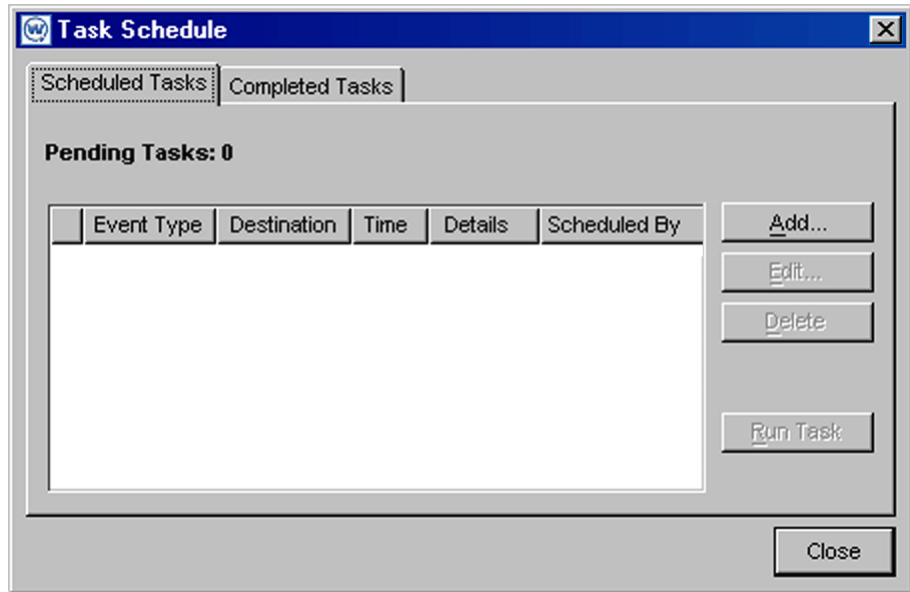 Task Schedule
Scheduled Tasks Completed Tasks
Pending Tasks: 0
Event Type Destination Time Details Scheduled By
Add...
Edit...
Delete
Run Task
Close